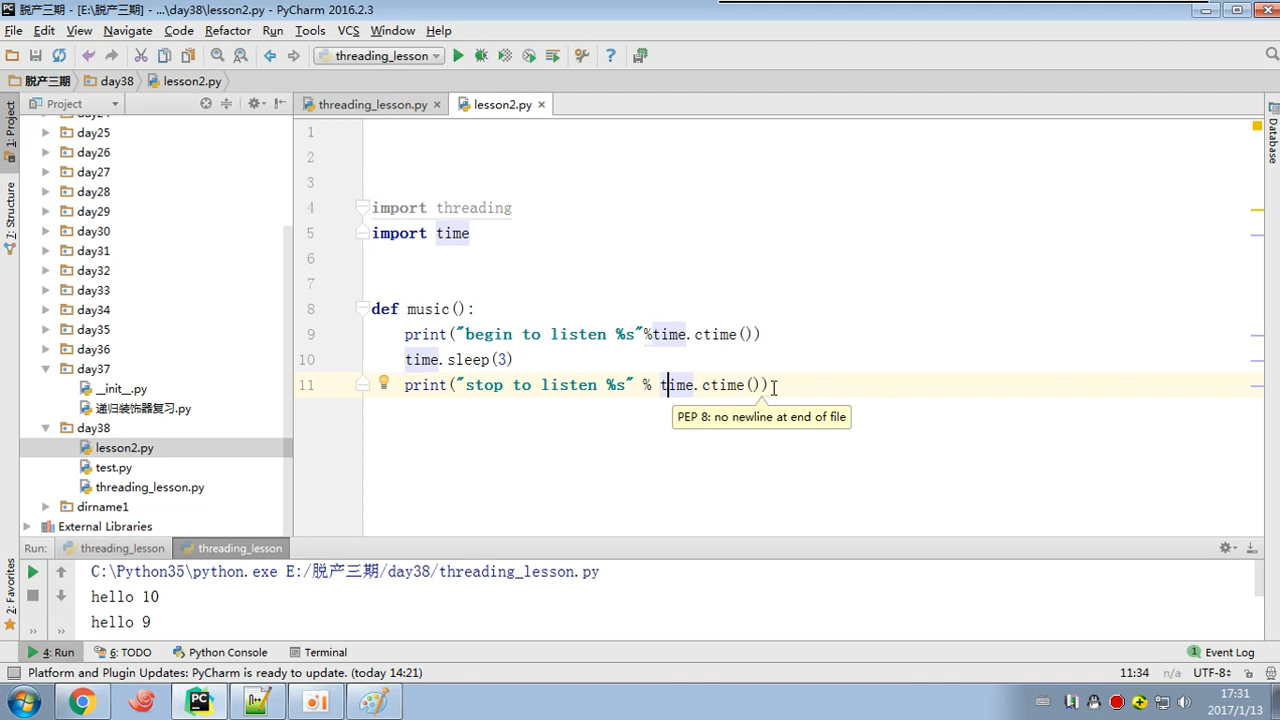 脱产三期 - [E:\脱产三期] - ...\day38\lesson2.py - PyCharm 2016.2.3
File Edit View Navigate Code Refactor Run Tools VCS Window Help
threading_lesson
脱产三期 day38 lesson2.py
Project
threading_lesson.py lesson2.py
1: Project
7: Structure
2: Favorites
Database
day25
day26
day27
day28
day29
day30
day31
day32
day33
day34
day35
day36
day37
__init__.py
递归装饰器复习.py
day38
lesson2.py
test.py
threading_lesson.py
dirname1
External Libraries
1
2
3
4 import threading
5 import time
6
7
8 def music():
9 print("begin to listen %s"%time.ctime())
10 time.sleep(3)
11 print("stop to listen %s" % time.ctime())
PEP 8: no newline at end of file
Run: threading_lesson threading_lesson
C:\Python35\python.exe E:/脱产三期/day38/threading_lesson.py
hello 10
hello 9
4: Run 6: TODO Python Console Terminal 1 Event Log
Platform and Plugin Updates: PyCharm is ready to update. (today 14:21) 11:34 n/a UTF-8
17:31
2017/1/13